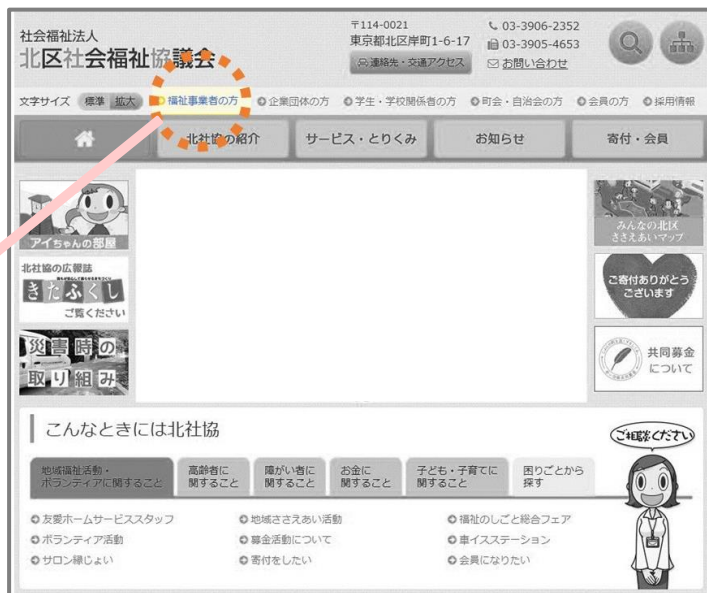 社会福祉法人
北区社会福祉協議会
〒114-0021
東京都北区岸町1-6-17
連絡先・交通アクセス
03-3906-2352
03-3905-4653
お問い合わせ
文字サイズ 標準 拡大
福祉事業者の方 企業団体の方 学生・学校関係者の方 町会・自治会の方 会員の方 採用情報
北社協の紹介 サービス・とりくみ お知らせ 寄付・会員
アイちゃんの部屋
北社協の広報誌
きたふくし
ご覧ください
災害時の
取り組み
みんなの北区
ささえあいマップ
ご寄付ありがとう
ございます
共同募金
について
こんなときには北社協
ご相談ください
地域福祉活動・
ボランティアに関すること
高齢者に
関すること
障がい者に
関すること
お金に
関すること
子ども・子育てに
関すること
困りごとから
探す
友愛ホームサービススタッフ 地域ささえあい活動 福祉のしごと総合フェア
ボランティア活動 募金活動について 車イスステーション
サロン縁じょい 寄付をしたい 会員になりたい